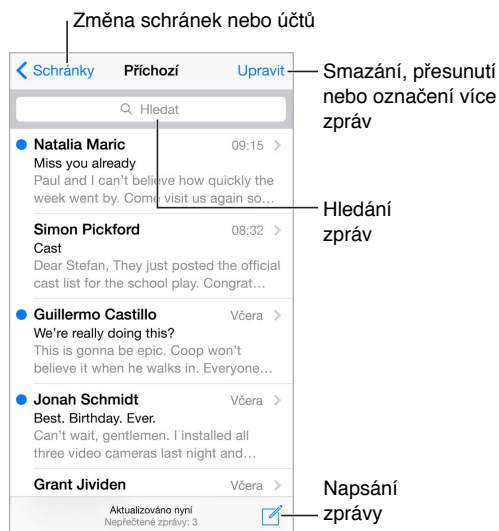 Změna schránek nebo účtů
Schránky Příchozí Upravit
Smazání, přesunutí
nebo označení více
zpráv
Hledat
Natalia Maric 09:15
Miss you already
Paul and I can't believe how quickly the
week went by. Come visit us again so…
Hledání
zpráv
Simon Pickford 08:32
Cast
Dear Stefan, They just posted the official
cast list for the school play. Congrat…
Guillermo Castillo Včera
We're really doing this?
This is gonna be epic. Coop won't
believe it when he walks in. Everyone…
Jonah Schmidt Včera
Best. Birthday. Ever.
Can't wait, gentlemen. I installed all
three video cameras last night and…
Grant Jividen Včera
Aktualizováno nyní
Nepřečtené zprávy: 3
Napsání
zprávy